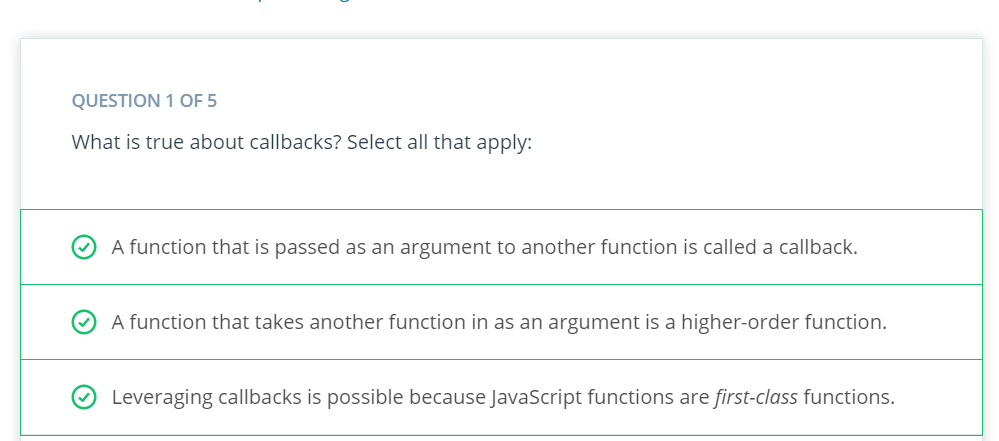 QUESTION 1 OF 5
What is true about callbacks? Select all that apply:
A function that is passed as an argument to another function is called a callback.
A function that takes another function in as an argument is a higher-order function.
Leveraging callbacks is possible because JavaScript functions are first-class functions.